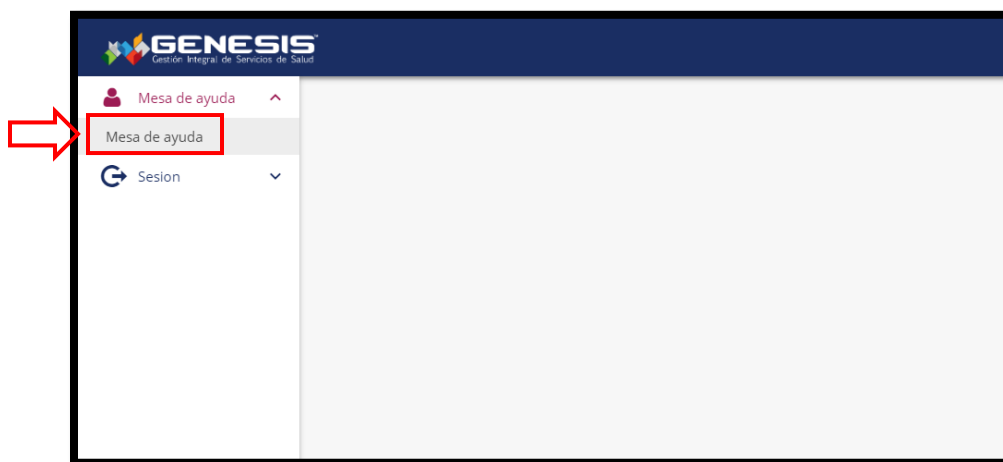 GENESIS
Gestión Integral de Servicios de Salud
Mesa de ayuda
Mesa de ayuda
Sesion